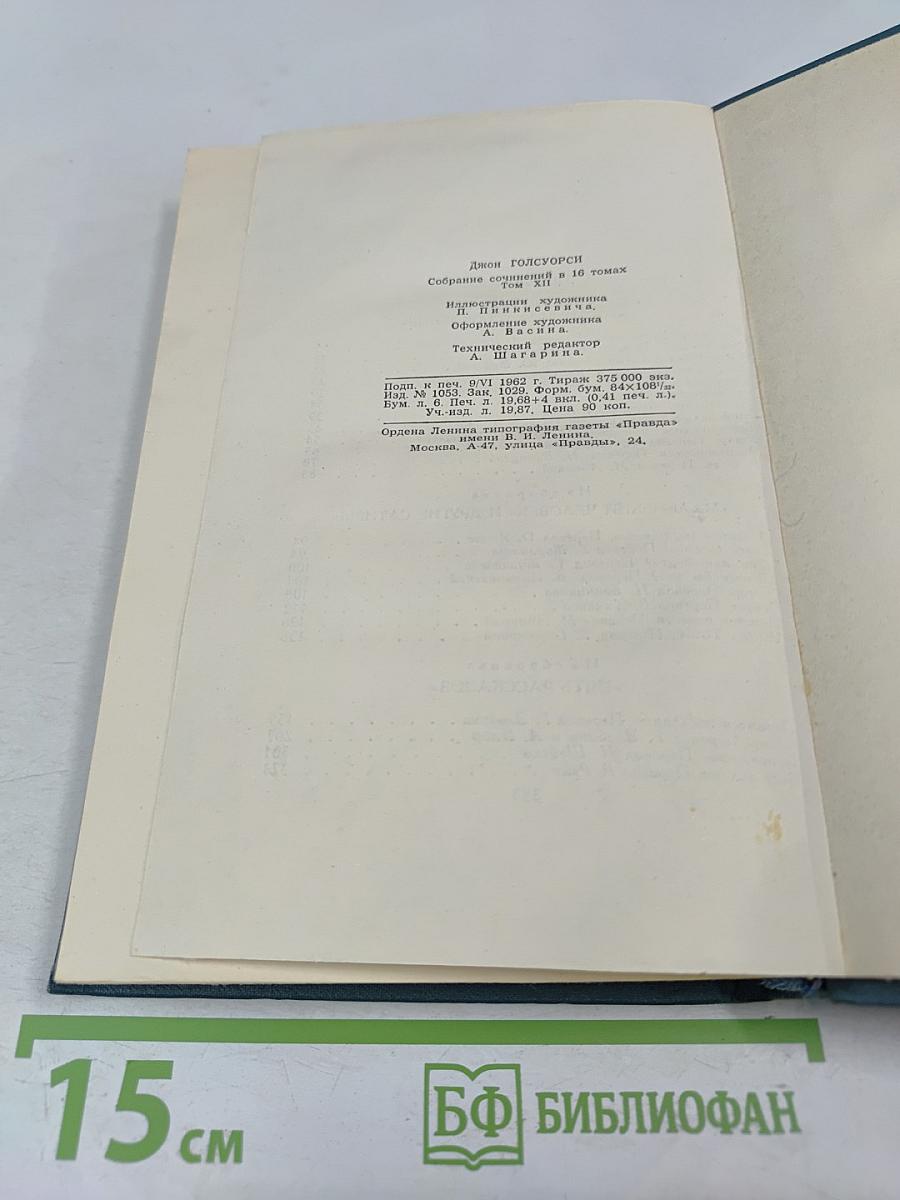 Джон ГОЛСУОРСИ
Собрание сочинений в 16 томах
Том XII
Иллюстрации художника
П. Пинкисевича.
Оформление художника
А. Васина.
Технический редактор
А. Шагарина.
Подп. к печ. 9/VI 1962 г. Тираж 375 000 экз.
Изд. № 1053. Зак. 1029. Форм. бум. 84×108¹/₃₂.
Бум. л. 6. Печ. л. 19,68+4 вкл. (0,41 печ. л.).
Уч.-изд. л. 19,87. Цена 90 коп.
Ордена Ленина типография газеты «Правда»
имени В. И. Ленина.
Москва, А-47, улица «Правды», 24.
15 см
БФ БИБЛИОФАН